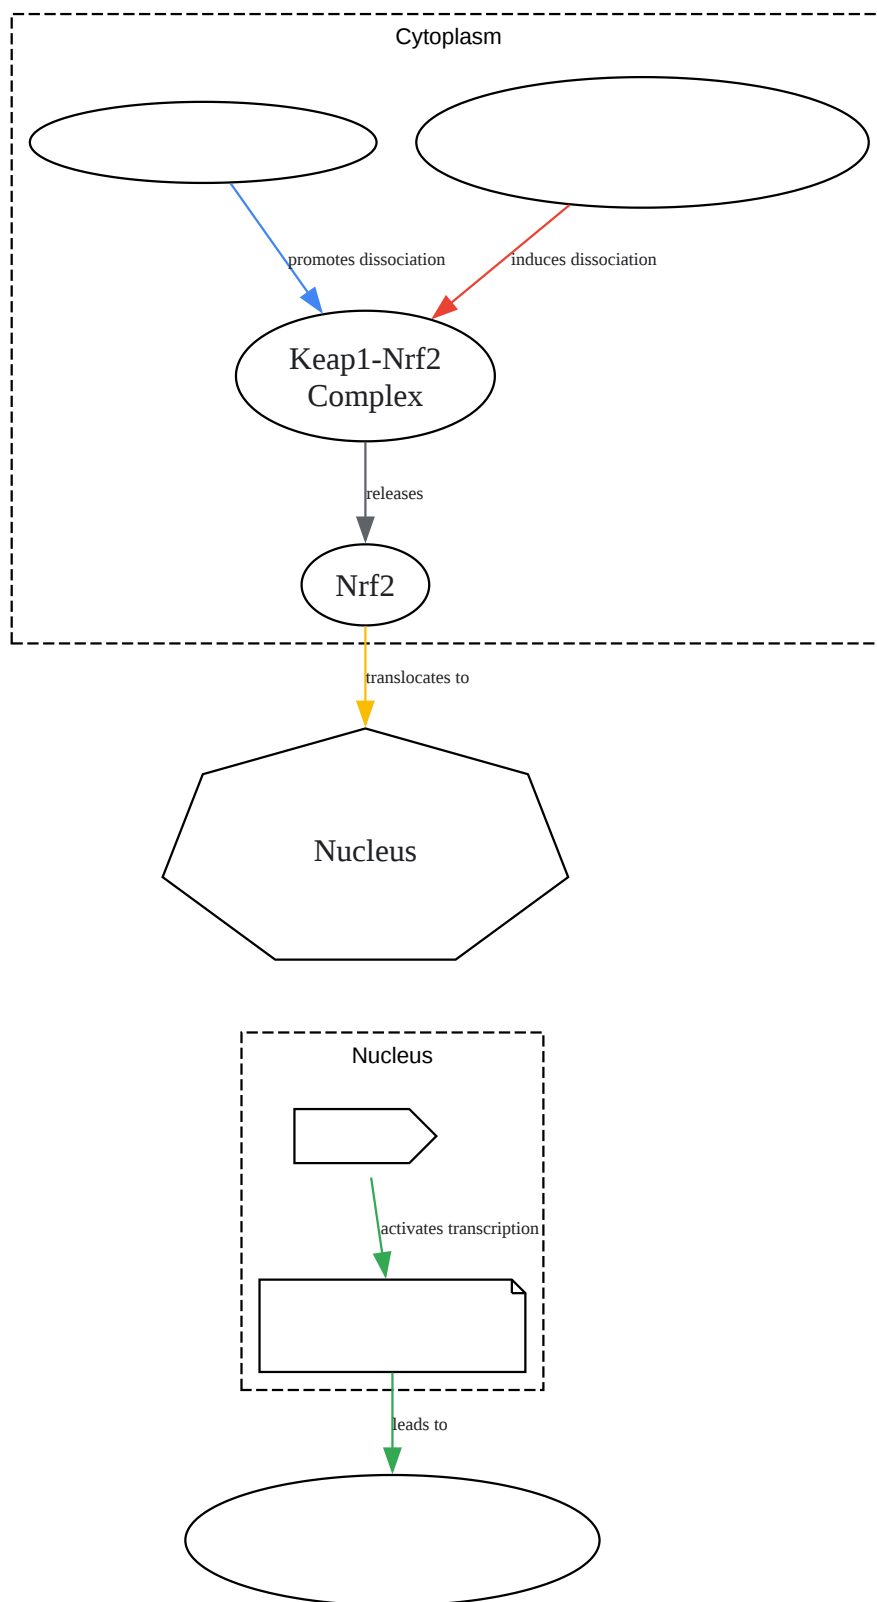 Cytoplasm
promotes dissociation
induces dissociation
Keap1-Nrf2
Complex
releases
Nrf2
translocates to
Nucleus
Nucleus
activates transcription
leads to